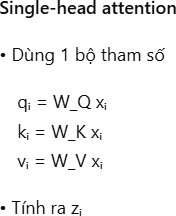 Single-head attention
• Dùng 1 bộ tham số
qᵢ = W_Q xᵢ
kᵢ = W_K xᵢ
vᵢ = W_V xᵢ
• Tính ra zᵢ